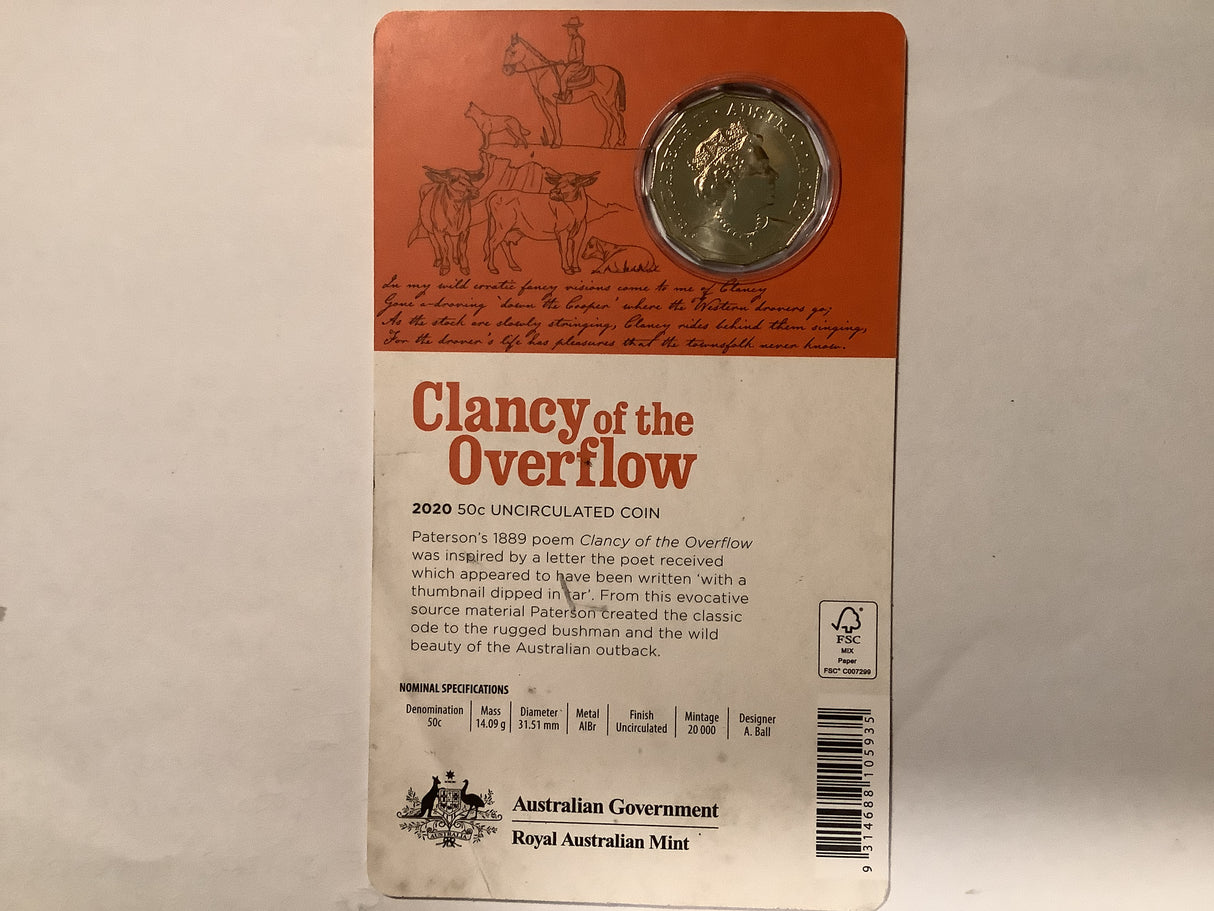 ELIZABETH II · AUSTRALIA · 2020
In my wild erratic fancy visions come to me of Clancy
Gone a-droving 'down the Cooper' where the Western drovers go;
As the stock are slowly stringing, Clancy rides behind them singing,
For the drover's life has pleasures that the townsfolk never know.
Clancy of the
Overflow
2020 50c UNCIRCULATED COIN
Paterson's 1889 poem Clancy of the Overflow
was inspired by a letter the poet received
which appeared to have been written 'with a
thumbnail dipped in tar'. From this evocative
source material Paterson created the classic
ode to the rugged bushman and the wild
beauty of the Australian outback.
FSC®
MIX
Paper
FSC® C007299
NOMINAL SPECIFICATIONS
Denomination Mass Diameter Metal Finish Mintage Designer
50c 14.09 g 31.51 mm AlBr Uncirculated 20 000 A. Ball
9 314688 105935
AUSTRALIA
Australian Government
Royal Australian Mint